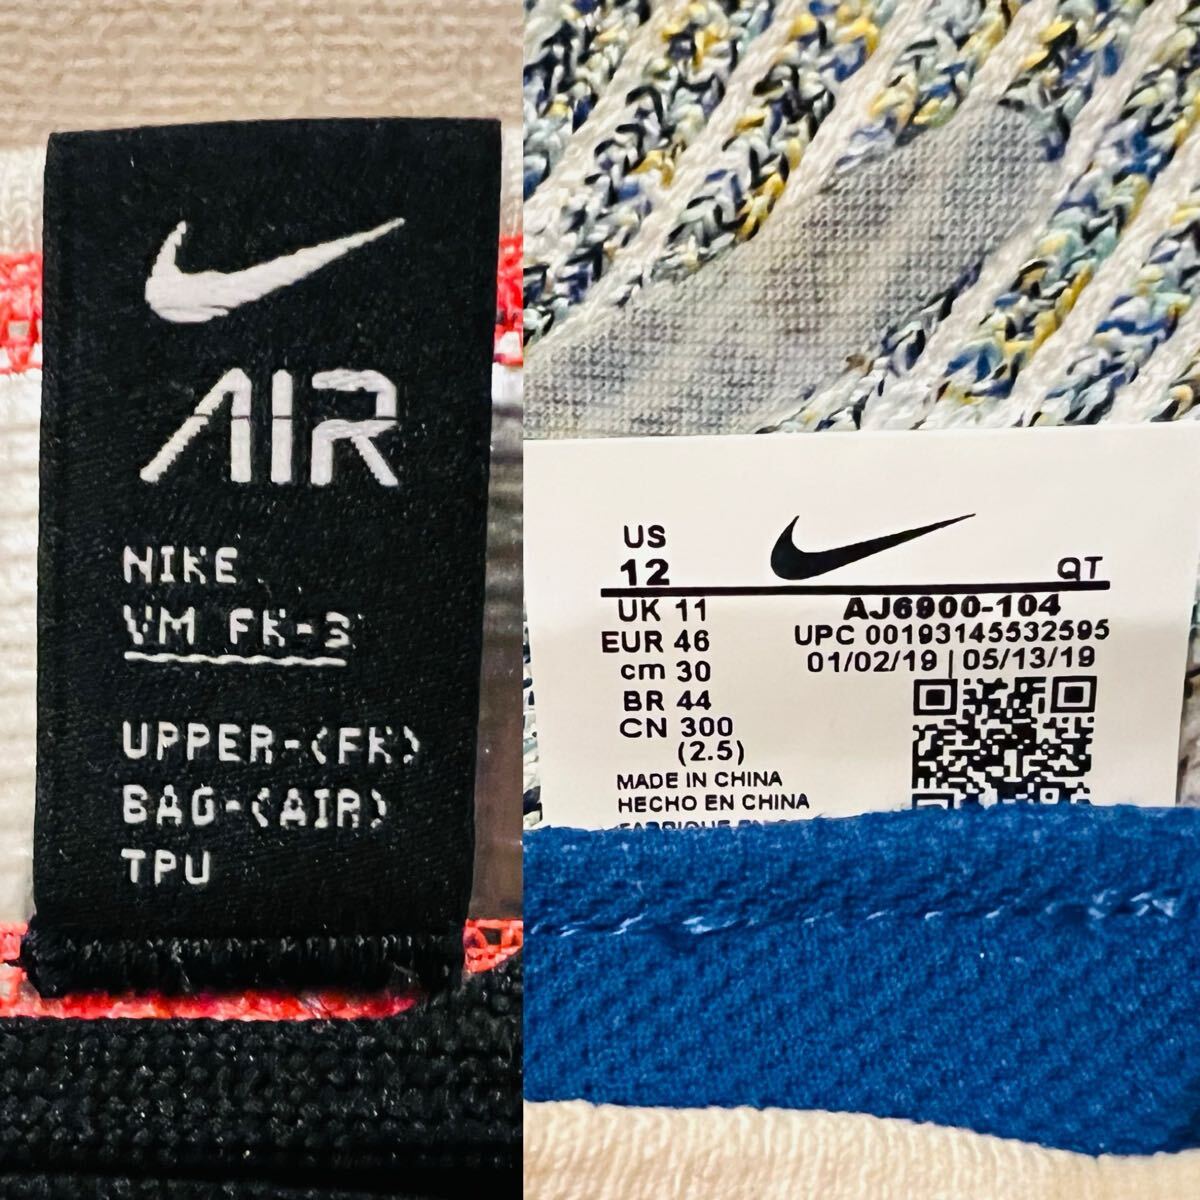 AIR
NIKE
VM FK-3
UPPER-(FK)
BAG-(AIR)
TPU
US
12
QT
UK 11
AJ6900-104
EUR 46
UPC 00193145532595
cm 30
01/02/19 | 05/13/19
BR 44
CN 300
(2.5)
MADE IN CHINA
HECHO EN CHINA